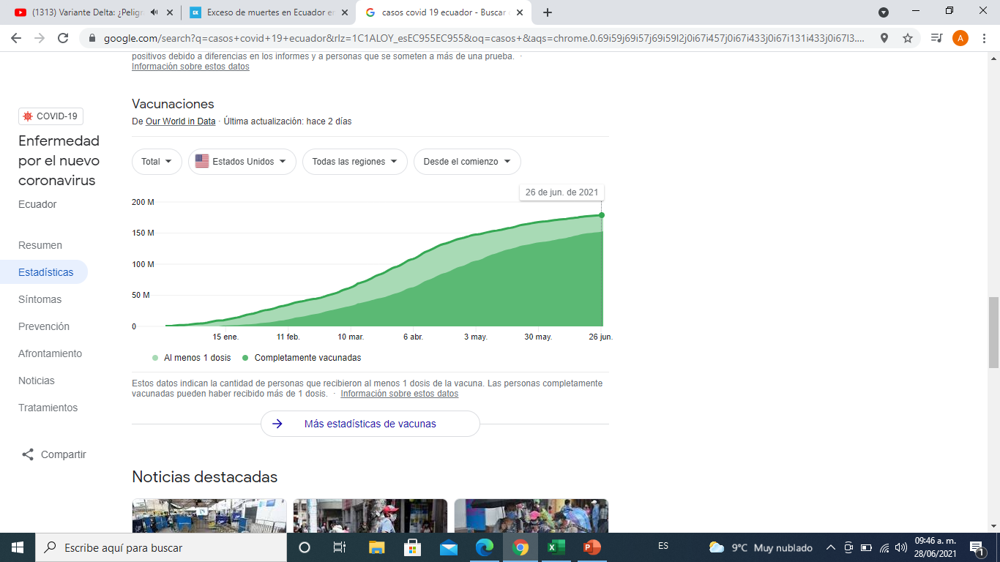 (1313) Variante Delta: ¿Peligr
Exceso de muertes en Ecuador en
casos covid 19 ecuador - Buscar
google.com/search?q=casos+covid+19+ecuador&rlz=1C1ALOY_esEC955EC955&oq=casos+&aqs=chrome.0.69i59j69i57j69i59l2j0i67i457j0i67i433j0i67i131i433j0i67l3....
A
positivos debido a diferencias en los informes y a personas que se someten a más de una prueba. ·
Información sobre estos datos
COVID-19
Enfermedad
por el nuevo
coronavirus
Ecuador
Resumen
Estadísticas
Síntomas
Prevención
Afrontamiento
Noticias
Tratamientos
Compartir
Vacunaciones
De Our World in Data · Última actualización: hace 2 días
Total
Estados Unidos
Todas las regiones
Desde el comienzo
26 de jun. de 2021
200 M
150 M
100 M
50 M
0
15 ene. 11 feb. 10 mar. 6 abr. 3 may. 30 may. 26 jun.
Al menos 1 dosis Completamente vacunadas
Estos datos indican la cantidad de personas que recibieron al menos 1 dosis de la vacuna. Las personas completamente
vacunadas pueden haber recibido más de 1 dosis. · Información sobre estos datos
Más estadísticas de vacunas
Noticias destacadas
Escribe aquí para buscar
ES
9°C Muy nublado
09:46 a. m.
28/06/2021
1